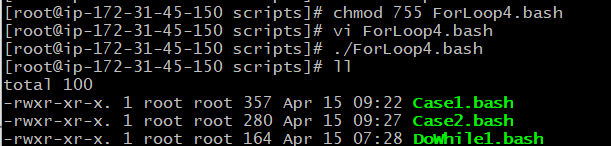 [root@ip-172-31-45-150 scripts]# chmod 755 ForLoop4.bash
[root@ip-172-31-45-150 scripts]# vi ForLoop4.bash
[root@ip-172-31-45-150 scripts]# ./ForLoop4.bash
[root@ip-172-31-45-150 scripts]# ll
total 100
-rwxr-xr-x. 1 root root 357 Apr 15 09:22 Case1.bash
-rwxr-xr-x. 1 root root 280 Apr 15 09:27 Case2.bash
-rwxr-xr-x. 1 root root 164 Apr 15 07:28 DoWhile1.bash